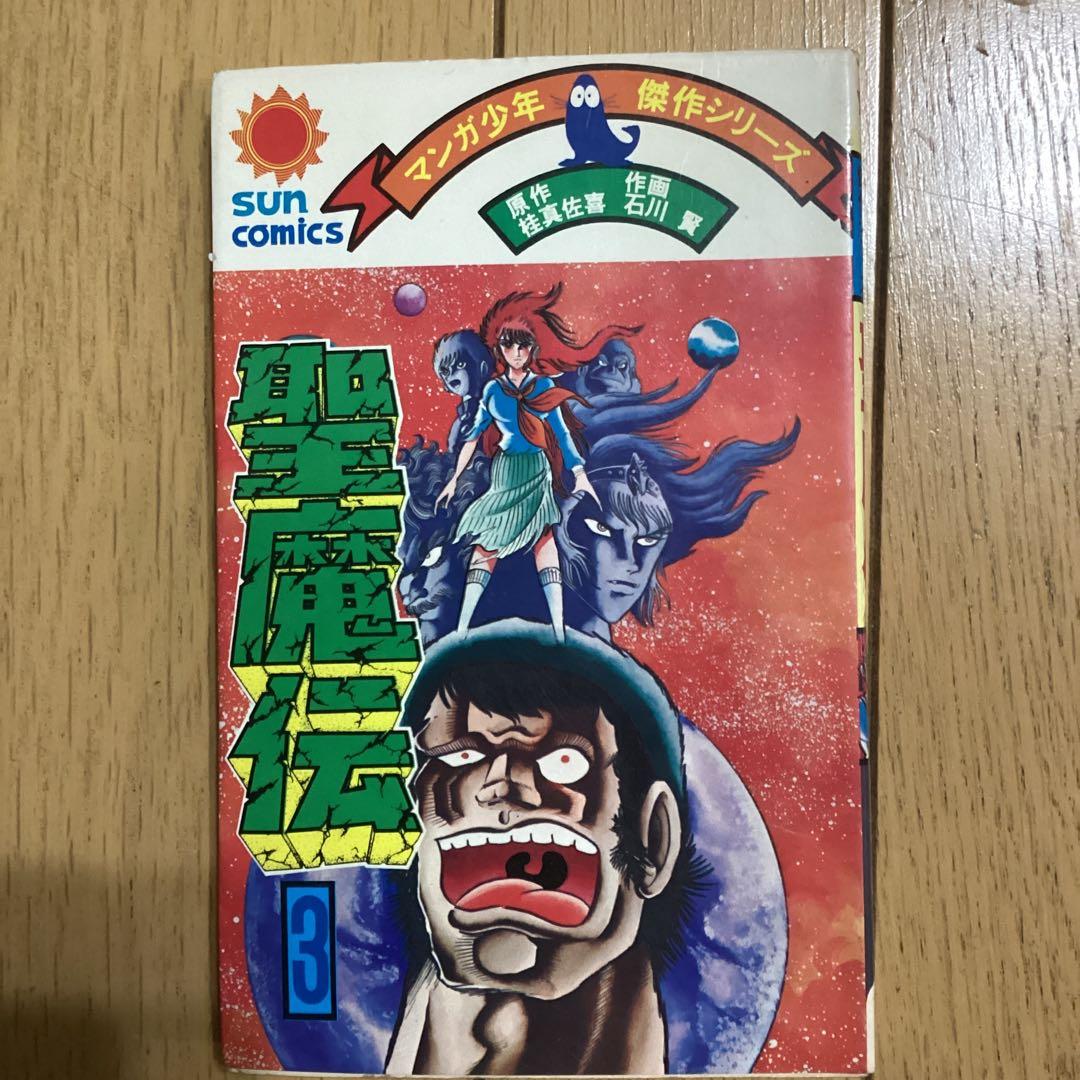 マンガ少年 傑作シリーズ
sun
comics
原作 作画
桂真佐喜 石川 賢
聖魔伝
3